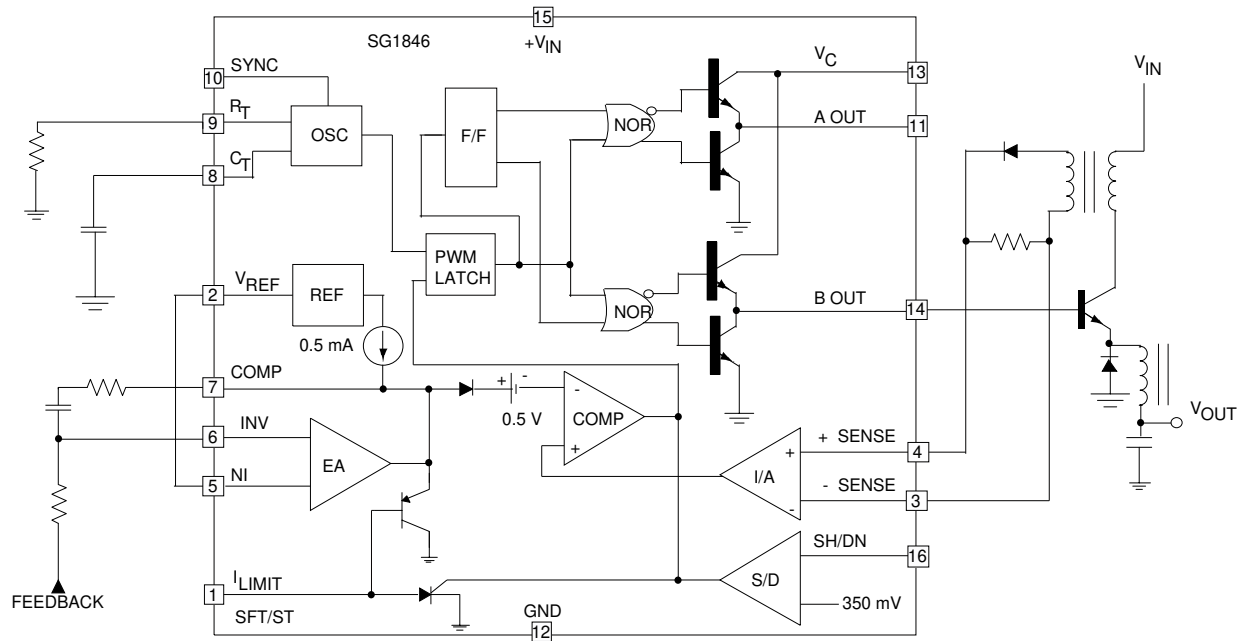 15
SG1846
+VIN
VC
VIN
10
SYNC
13
RT
9
OSC
F/F
NOR
A OUT
11
CT
8
PWM
LATCH
VREF
2
REF
NOR
B OUT
14
0.5 mA
COMP
7
+
-
-
0.5 V
COMP
VOUT
INV
6
+
+ SENSE
4
EA
+
I/A
NI
5
- SENSE
3
-
SH/DN
16
ILIMIT
1
S/D
FEEDBACK
350 mV
SFT/ST
GND
12